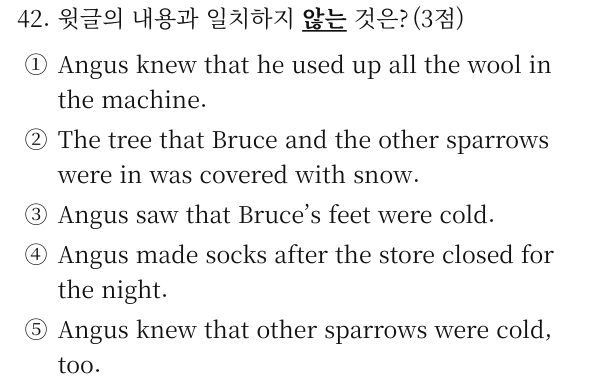 42. 윗글의 내용과 일치하지 않는 것은? (3점)
① Angus knew that he used up all the wool in
the machine.
② The tree that Bruce and the other sparrows
were in was covered with snow.
③ Angus saw that Bruce's feet were cold.
④ Angus made socks after the store closed for
the night.
⑤ Angus knew that other sparrows were cold,
too.